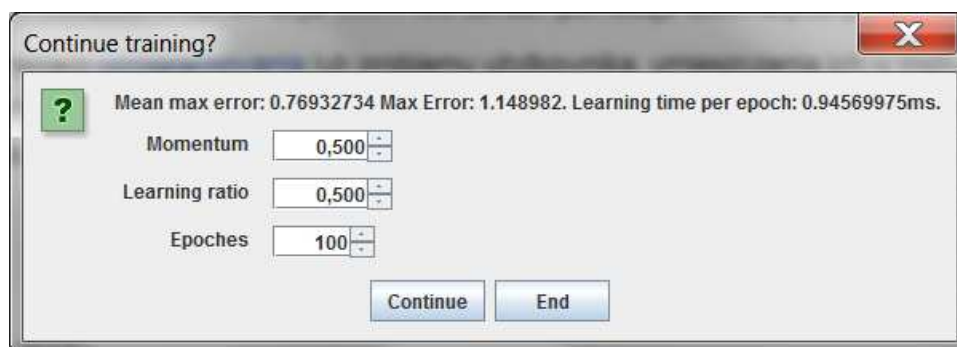 Continue training?
X
? Mean max error: 0.76932734 Max Error: 1.148982. Learning time per epoch: 0.94569975ms.
Momentum 0,500
Learning ratio 0,500
Epoches 100
Continue End